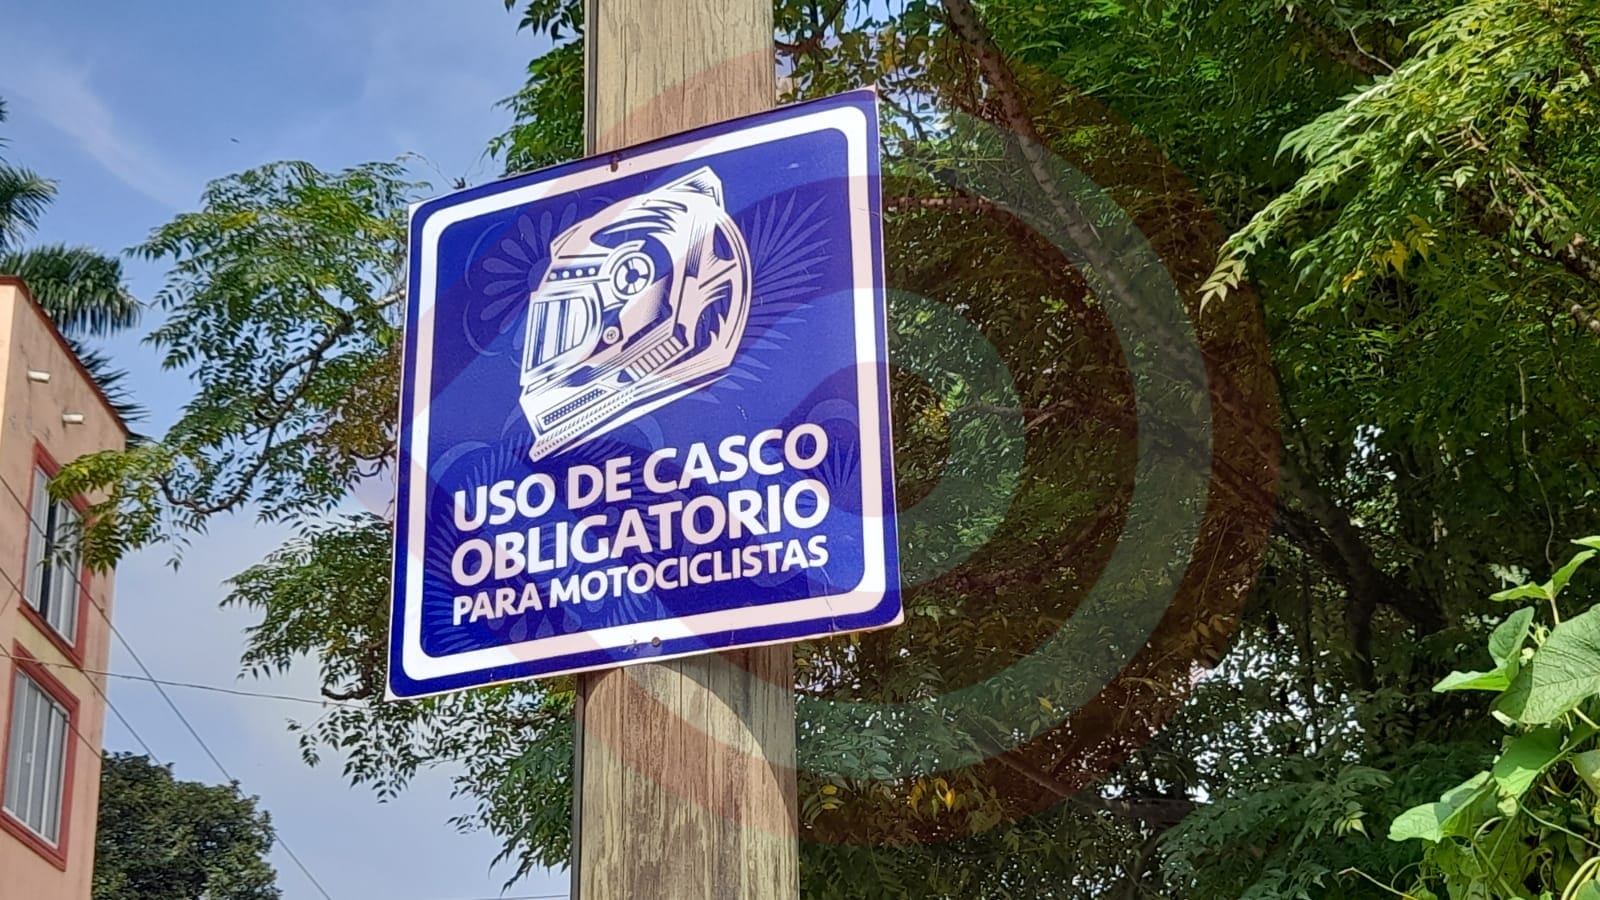 USO DE CASCO
OBLIGATORIO
PARA MOTOCICLISTAS